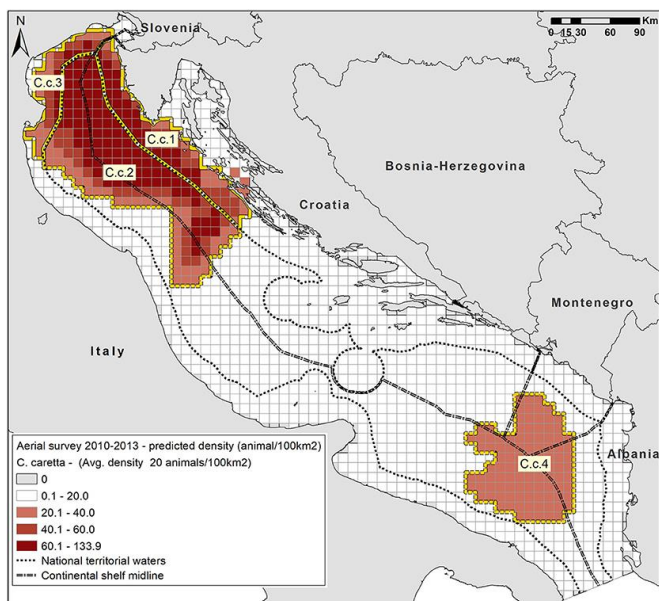 N
Slovenia
Km
0 15 30 60 90
C.c.3
C.c.1
C.c.2
Bosnia-Herzegovina
Croatia
Montenegro
Italy
Albania
C.c.4
Aerial survey 2010-2013 - predicted density (animal/100km2)
C. caretta - (Avg. density 20 animals/100km2)
0
0.1 - 20.0
20.1 - 40.0
40.1 - 60.0
60.1 - 133.9
National territorial waters
Continental shelf midline